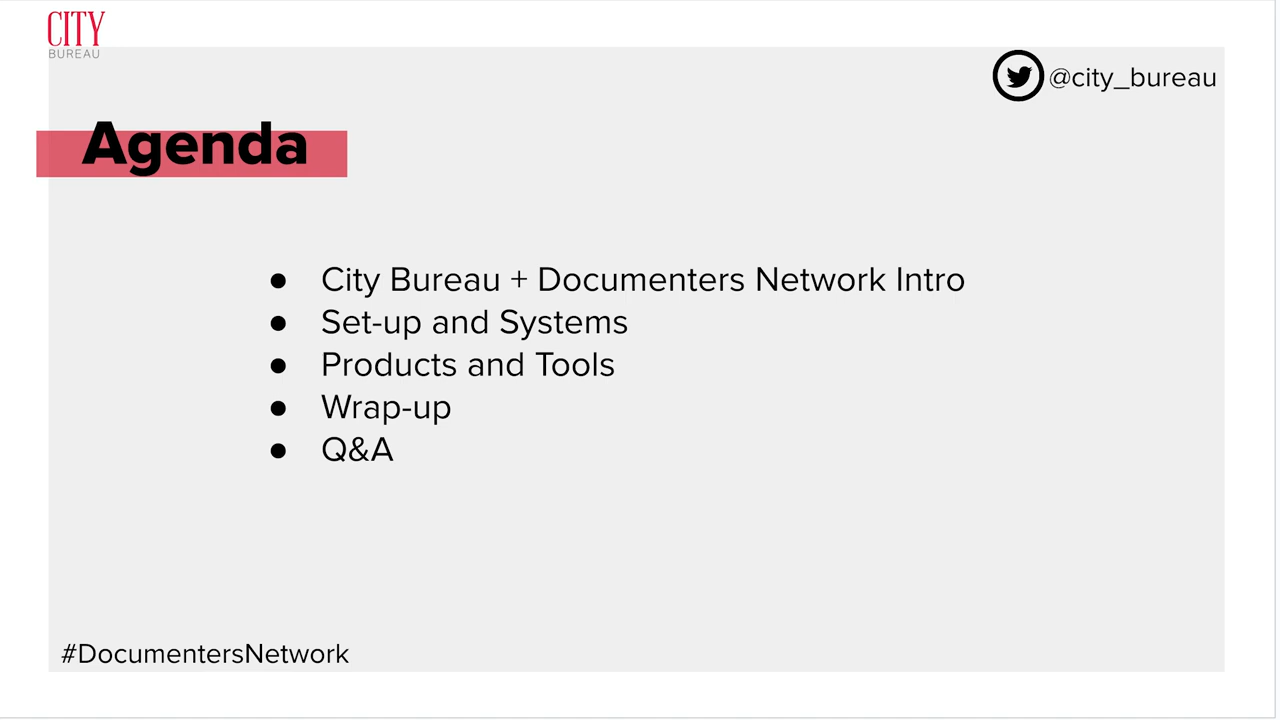 CITY
BUREAU
@city_bureau
Agenda
● City Bureau + Documenters Network Intro
● Set-up and Systems
● Products and Tools
● Wrap-up
● Q&A
#DocumentersNetwork